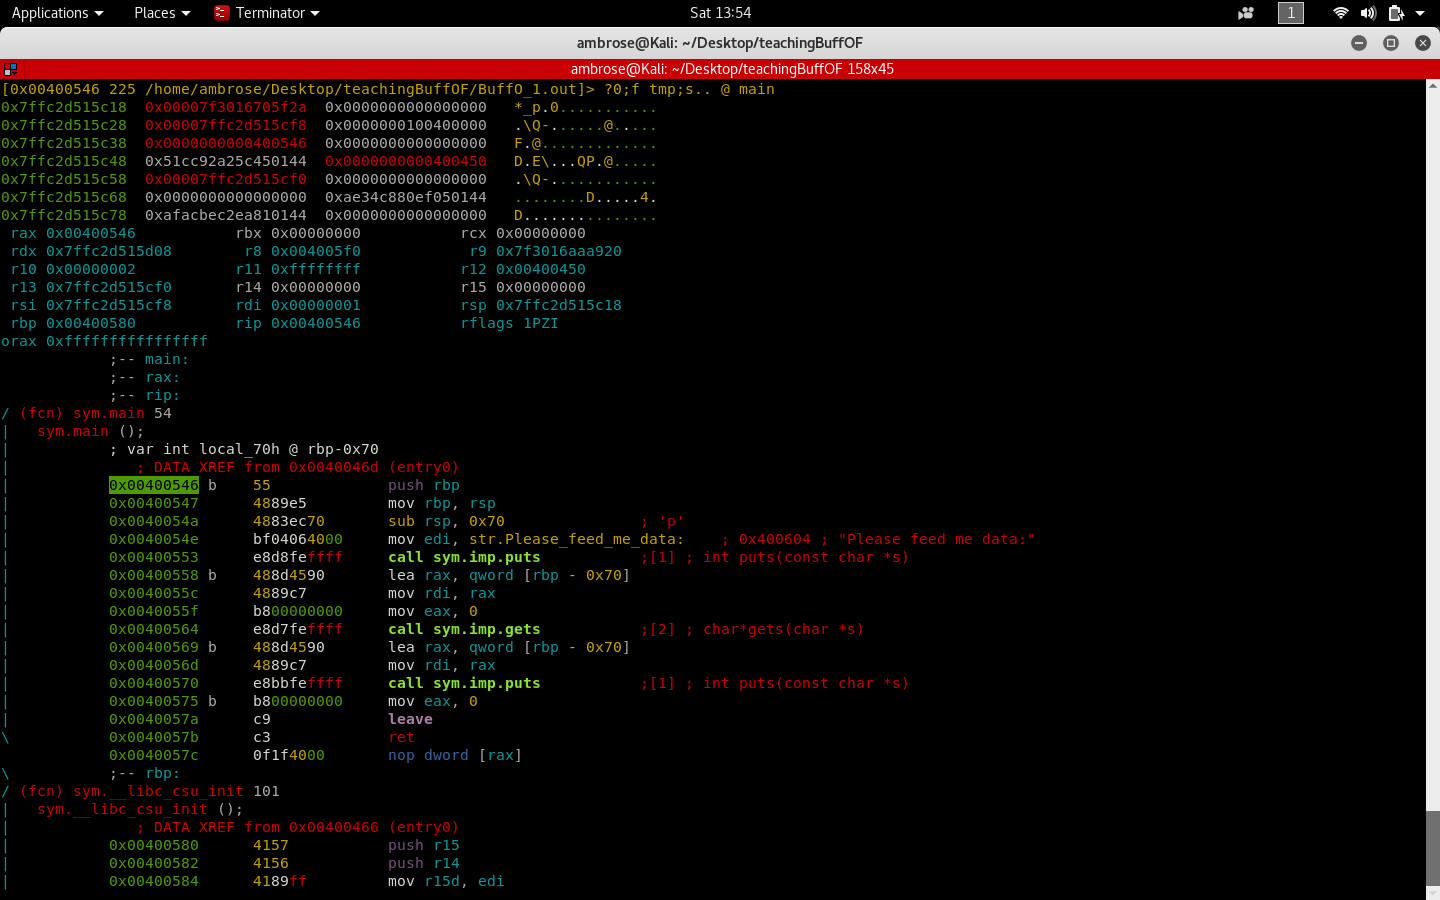 Applications Places Terminator Sat 13:54 1
ambrose@Kali: ~/Desktop/teachingBuffOF
ambrose@Kali: ~/Desktop/teachingBuffOF 158x45
[0x00400546 225 /home/ambrose/Desktop/teachingBuffOF/BuffO_1.out]> ?0;f tmp;s.. @ main
0x7ffc2d515c18  0x00007f3016705f2a  0x0000000000000000   *_p.0...........
0x7ffc2d515c28  0x00007ffc2d515cf8  0x0000000100400000   .\Q-......@.....
0x7ffc2d515c38  0x0000000000400546  0x0000000000000000   F.@.............
0x7ffc2d515c48  0x51cc92a25c450144  0x0000000000400450   D.E\...QP.@.....
0x7ffc2d515c58  0x00007ffc2d515cf0  0x0000000000000000   .\Q-............
0x7ffc2d515c68  0x0000000000000000  0xae34c880ef050144   ........D.....4.
0x7ffc2d515c78  0xafacbec2ea810144  0x0000000000000000   D...............
 rax 0x00400546           rbx 0x00000000           rcx 0x00000000
 rdx 0x7ffc2d515d08        r8 0x004005f0            r9 0x7f3016aaa920
 r10 0x00000002           r11 0xffffffff           r12 0x00400450
 r13 0x7ffc2d515cf0       r14 0x00000000           r15 0x00000000
 rsi 0x7ffc2d515cf8       rdi 0x00000001           rsp 0x7ffc2d515c18
 rbp 0x00400580           rip 0x00400546           rflags 1PZI
orax 0xffffffffffffffff
            ;-- main:
            ;-- rax:
            ;-- rip:
/ (fcn) sym.main 54
|   sym.main ();
|           ; var int local_70h @ rbp-0x70
|              ; DATA XREF from 0x0040046d (entry0)
|           0x00400546 b    55             push rbp
|           0x00400547      4889e5         mov rbp, rsp
|           0x0040054a      4883ec70       sub rsp, 0x70               ; 'p'
|           0x0040054e      bf04064000     mov edi, str.Please_feed_me_data:    ; 0x400604 ; "Please feed me data:"
|           0x00400553      e8d8feffff     call sym.imp.puts           ;[1] ; int puts(const char *s)
|           0x00400558 b    488d4590       lea rax, qword [rbp - 0x70]
|           0x0040055c      4889c7         mov rdi, rax
|           0x0040055f      b800000000     mov eax, 0
|           0x00400564      e8d7feffff     call sym.imp.gets           ;[2] ; char*gets(char *s)
|           0x00400569 b    488d4590       lea rax, qword [rbp - 0x70]
|           0x0040056d      4889c7         mov rdi, rax
|           0x00400570      e8bbfeffff     call sym.imp.puts           ;[1] ; int puts(const char *s)
|           0x00400575 b    b800000000     mov eax, 0
|           0x0040057a      c9             leave
\           0x0040057b      c3             ret
            0x0040057c      0f1f4000       nop dword [rax]
\           ;-- rbp:
/ (fcn) sym.__libc_csu_init 101
|   sym.__libc_csu_init ();
|              ; DATA XREF from 0x00400466 (entry0)
|           0x00400580      4157           push r15
|           0x00400582      4156           push r14
|           0x00400584      4189ff         mov r15d, edi